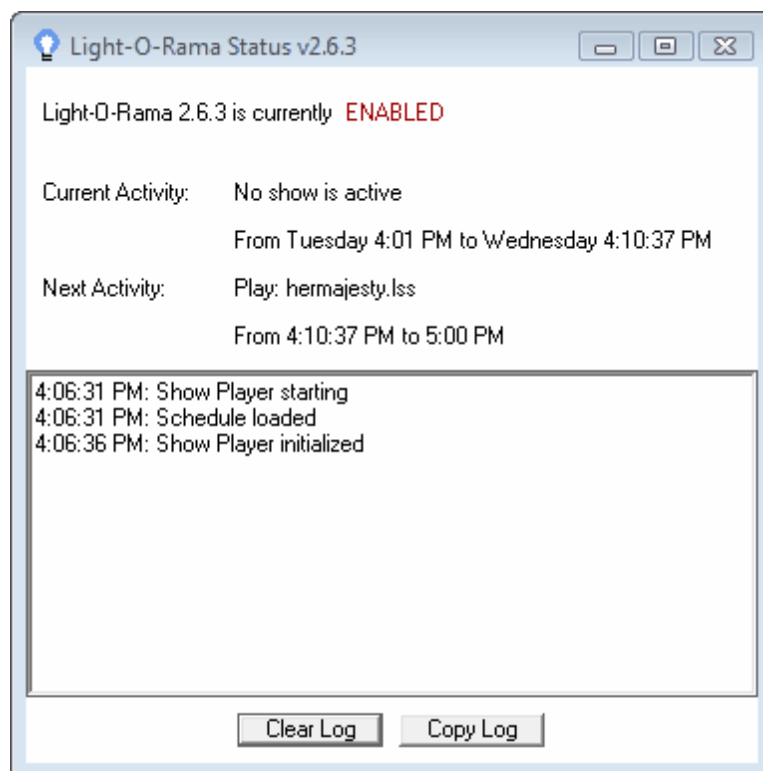 Light-O-Rama Status v2.6.3
Light-O-Rama 2.6.3 is currently ENABLED
Current Activity: No show is active
From Tuesday 4:01 PM to Wednesday 4:10:37 PM
Next Activity: Play: hermajesty.lss
From 4:10:37 PM to 5:00 PM
4:06:31 PM: Show Player starting
4:06:31 PM: Schedule loaded
4:06:36 PM: Show Player initialized
Clear Log Copy Log